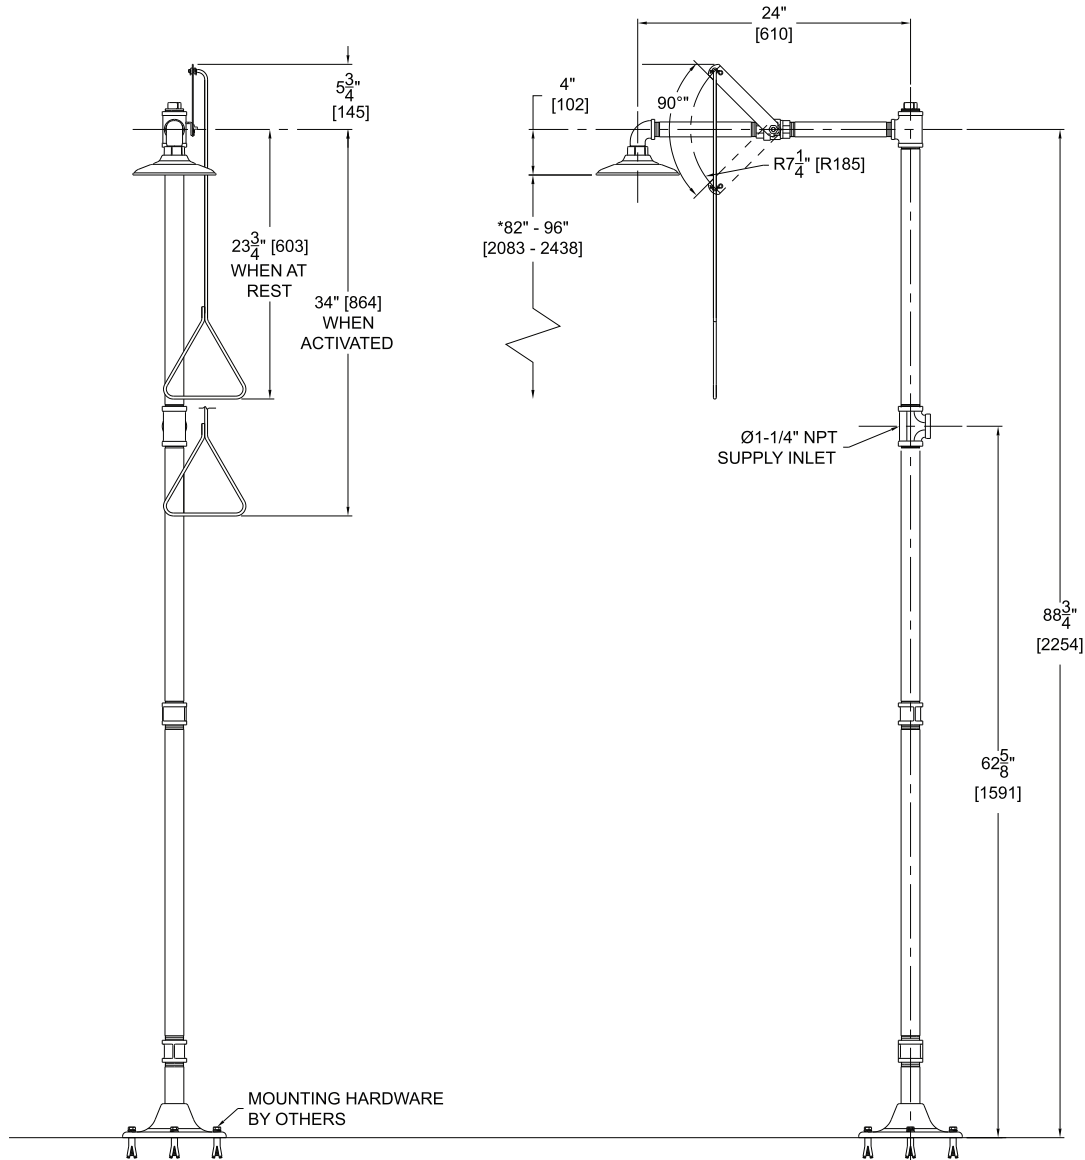 24"
[610]
5 3/4"
[145]
4"
[102]
90°"
R7 1/4" [R185]
*82" - 96"
[2083 - 2438]
23 3/4" [603]
WHEN AT
REST
34" [864]
WHEN
ACTIVATED
Ø1-1/4" NPT
SUPPLY INLET
88 3/4"
[2254]
62 5/8"
[1591]
MOUNTING HARDWARE
BY OTHERS